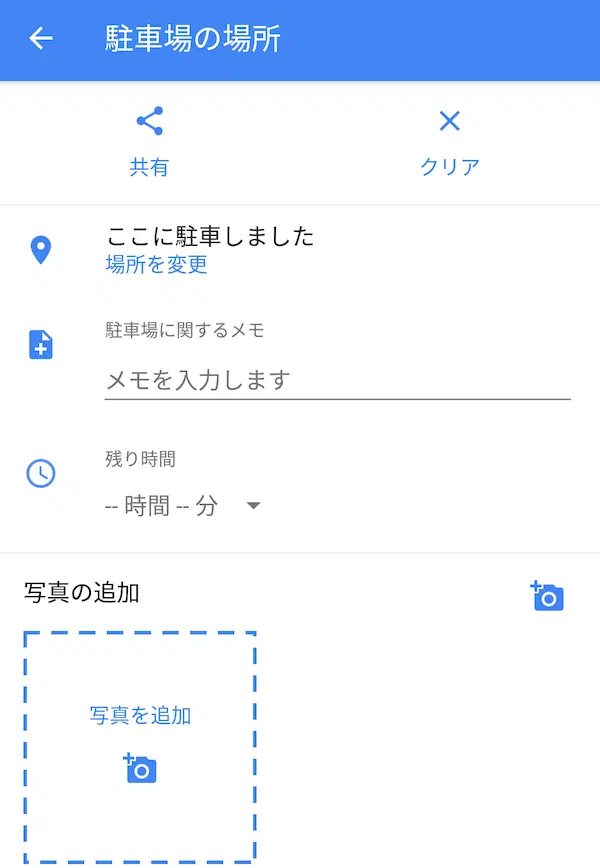 駐車場の場所
共有
クリア
ここに駐車しました
場所を変更
駐車場に関するメモ
メモを入力します
残り時間
-- 時間 -- 分
写真の追加
写真を追加